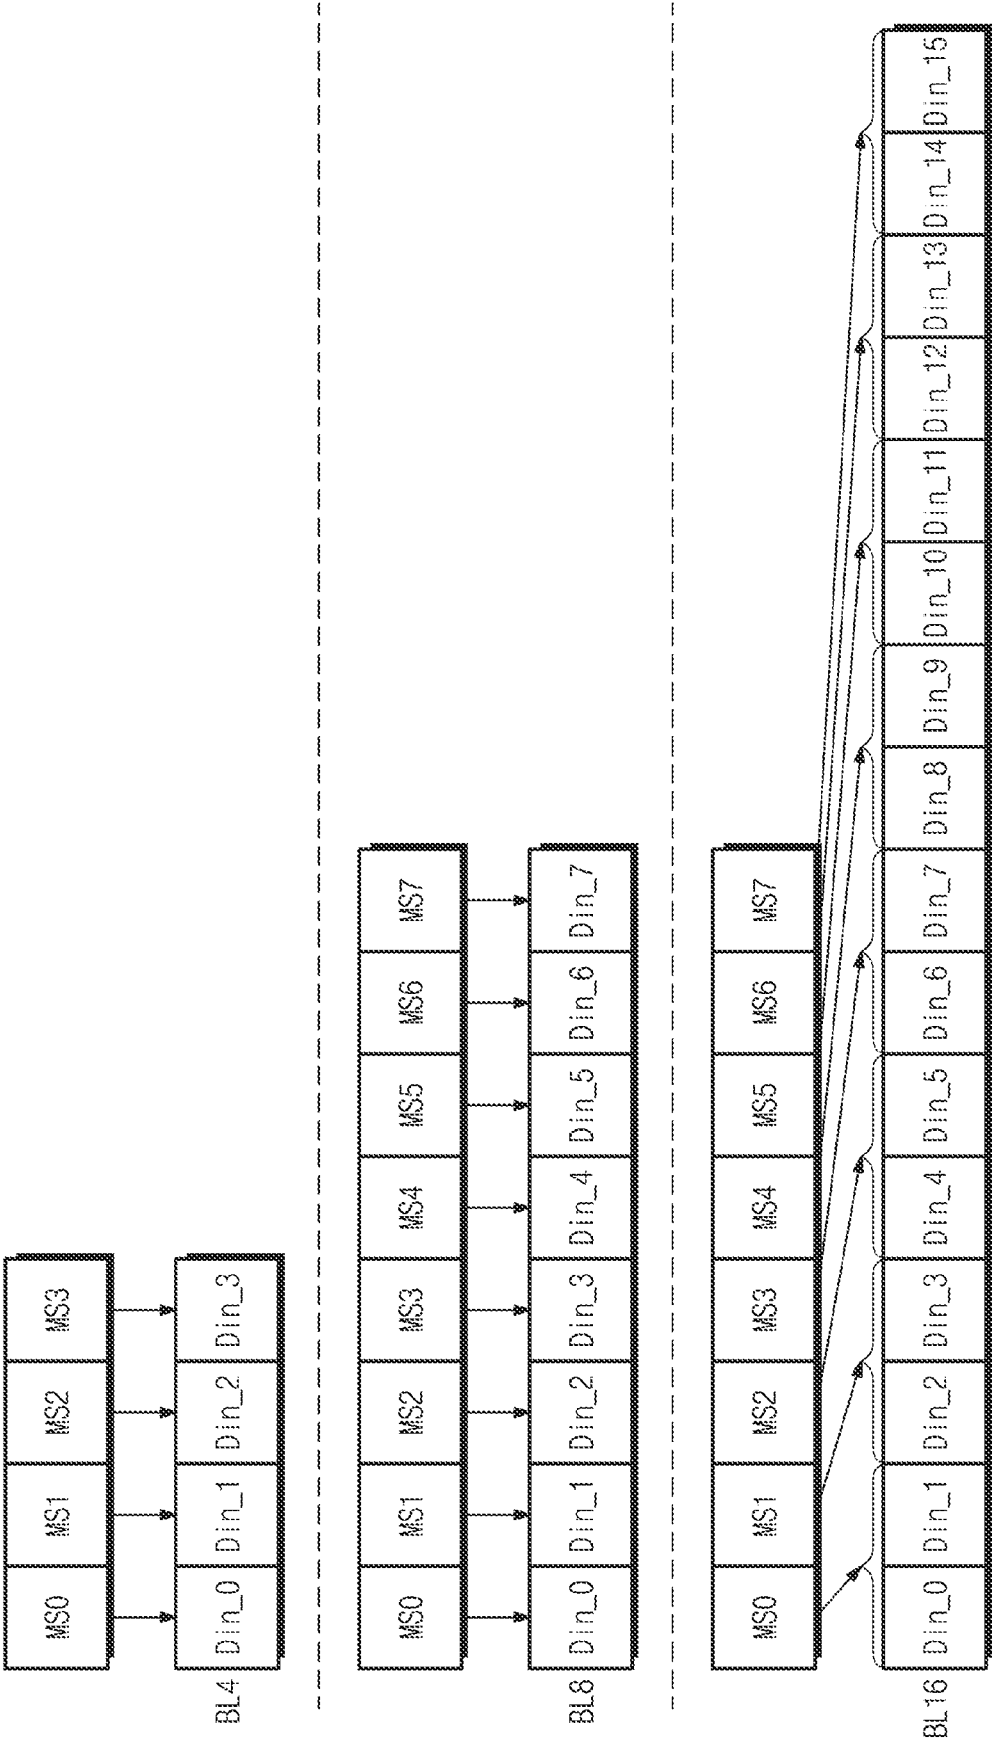 MS0 MS1 MS2 MS3
BL4 Din_0 Din_1 Din_2 Din_3
MS0 MS1 MS2 MS3 MS4 MS5 MS6 MS7
BL8 Din_0 Din_1 Din_2 Din_3 Din_4 Din_5 Din_6 Din_7
MS0 MS1 MS2 MS3 MS4 MS5 MS6 MS7
BL16 Din_0 Din_1 Din_2 Din_3 Din_4 Din_5 Din_6 Din_7 Din_8 Din_9 Din_10 Din_11 Din_12 Din_13 Din_14 Din_15